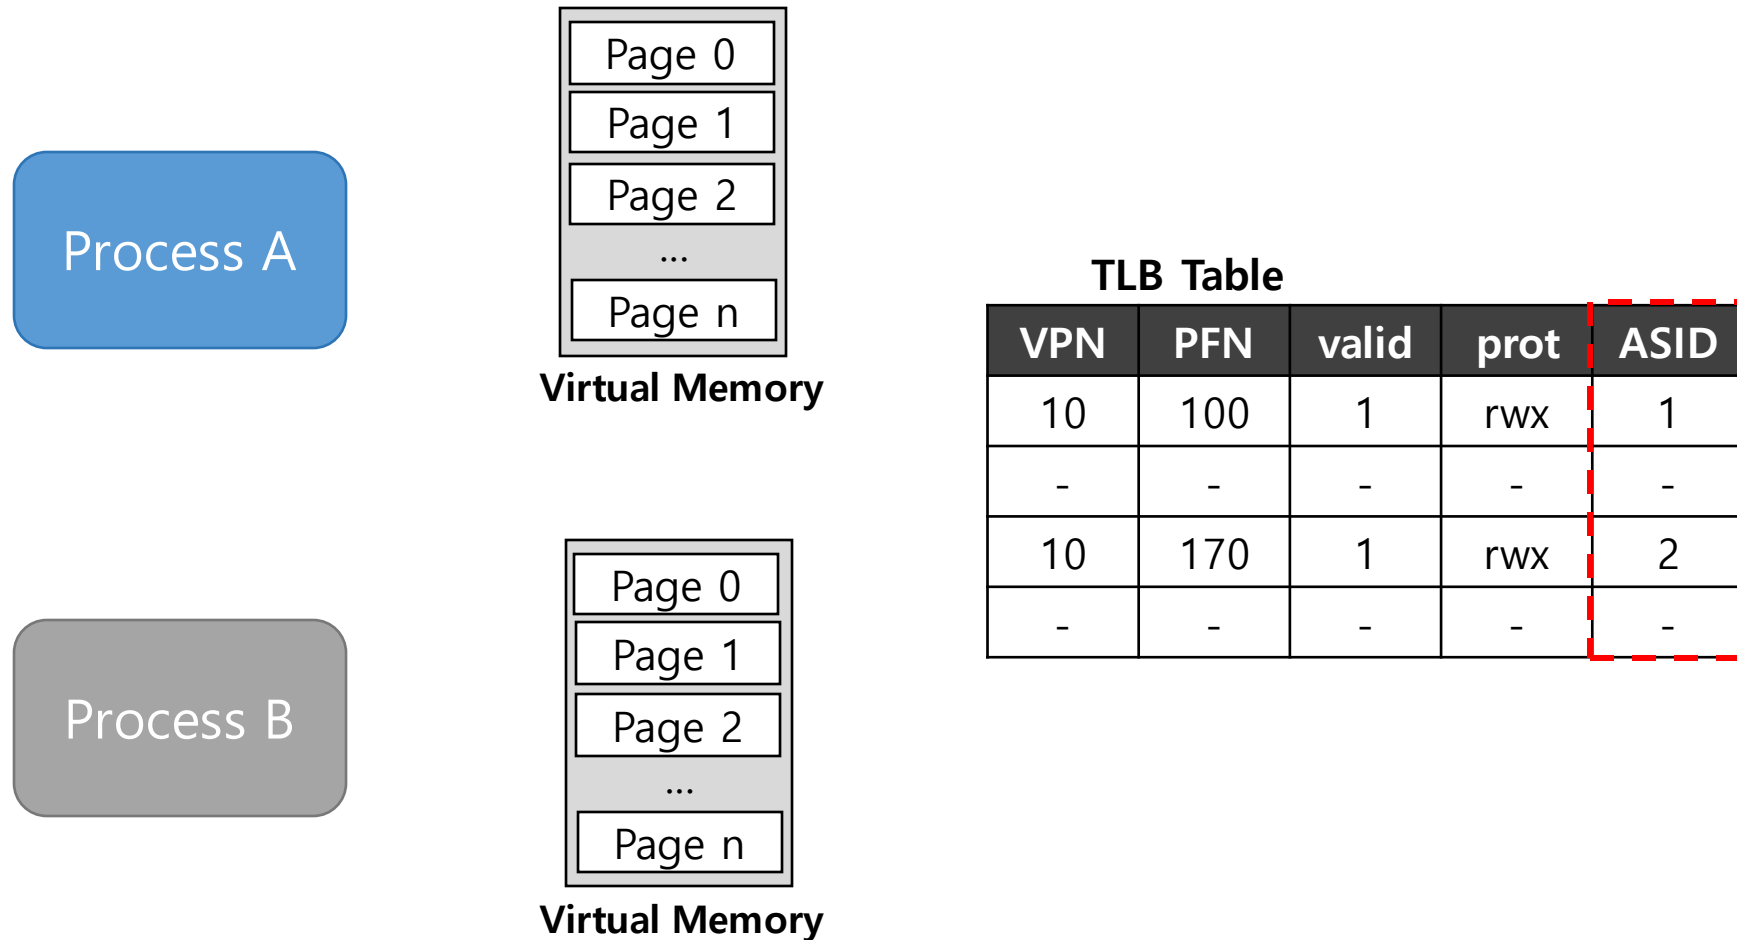 Process A
Page 0
Page 1
Page 2
...
Page n
Virtual Memory
Process B
Page 0
Page 1
Page 2
...
Page n
Virtual Memory
TLB Table
VPN PFN valid prot ASID
10 100 1 rwx 1
- - - - -
10 170 1 rwx 2
- - - - -